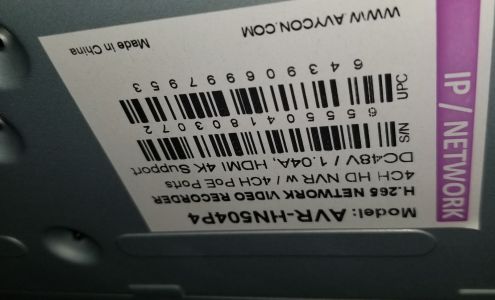 IP / NETWORK
Model: AVR-HN504P4
H.265 NETWORK VIDEO RECORDER
4CH HD NVR w/ 4CH PoE Ports
DC48V / 1.04A, HDMI 4K Support
S/N
655041803072
UPC
643906997953
WWW.AVYCON.COM
Made in China